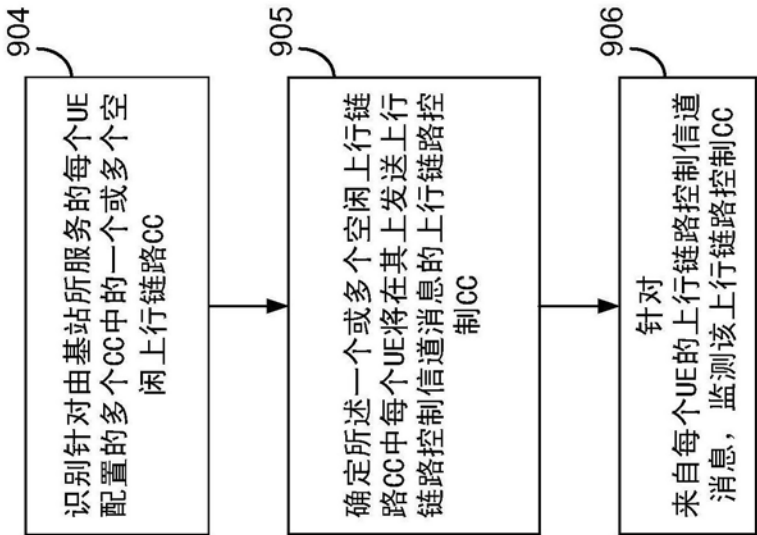 904
识别针对由基站所服务的每个UE
配置的多个CC中的一个或多个空
闲上行链路CC
905
确定所述一个或多个空闲上行链
路CC中每个UE将在其上发送上行
链路控制信道消息的上行链路控
制CC
906
针对
来自每个UE的上行链路控制信道
消息，监测该上行链路控制CC